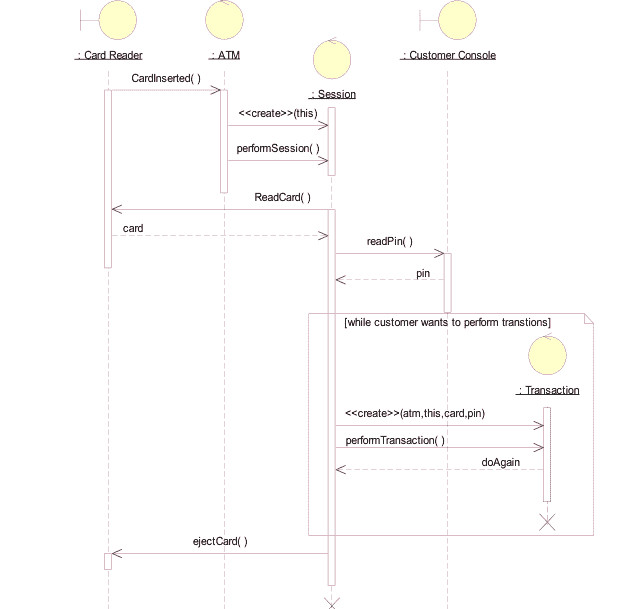 : Card Reader
: ATM
: Customer Console
: Session
CardInserted( )
<<create>>(this)
performSession( )
ReadCard( )
card
readPin( )
pin
[while customer wants to perform transtions]
: Transaction
<<create>>(atm,this,card,pin)
performTransaction( )
doAgain
ejectCard( )